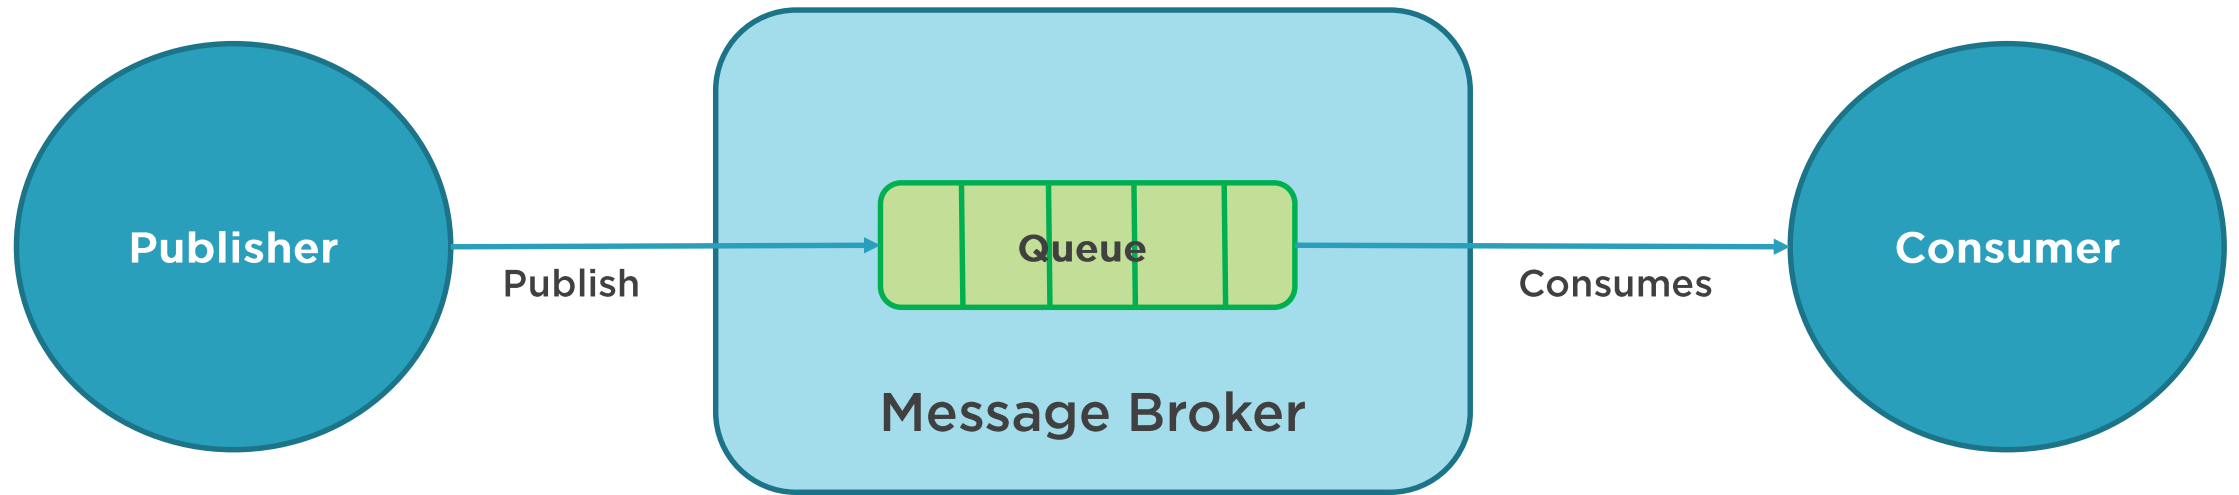 Publisher
Publish
Queue
Message Broker
Consumes
Consumer